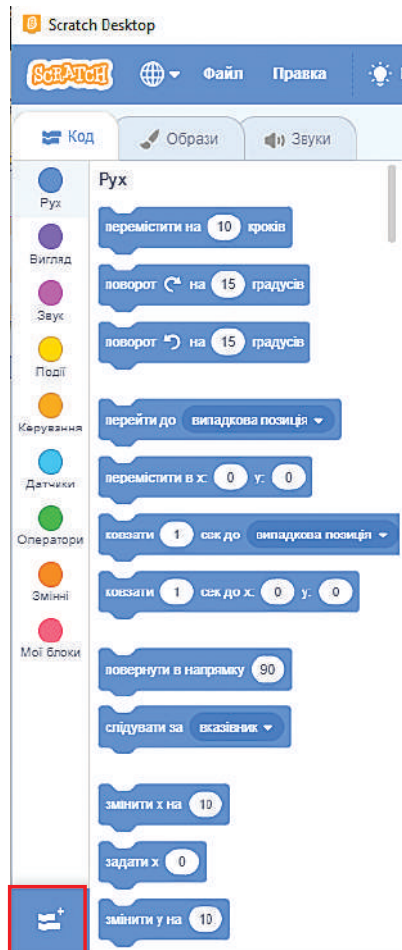 Scratch Desktop
SCRATCH Файл Правка
Код Образи Звуки
Рух
Вигляд
Звук
Події
Керування
Датчики
Оператори
Змінні
Мої блоки
Рух
перемістити на 10 кроків
поворот на 15 градусів
поворот на 15 градусів
перейти до випадкова позиція
перемістити в x: 0 y: 0
ковзати 1 сек до випадкова позиція
ковзати 1 сек до x: 0 y: 0
повернути в напрямку 90
слідувати за вказівник
змінити x на 10
задати x 0
змінити y на 10